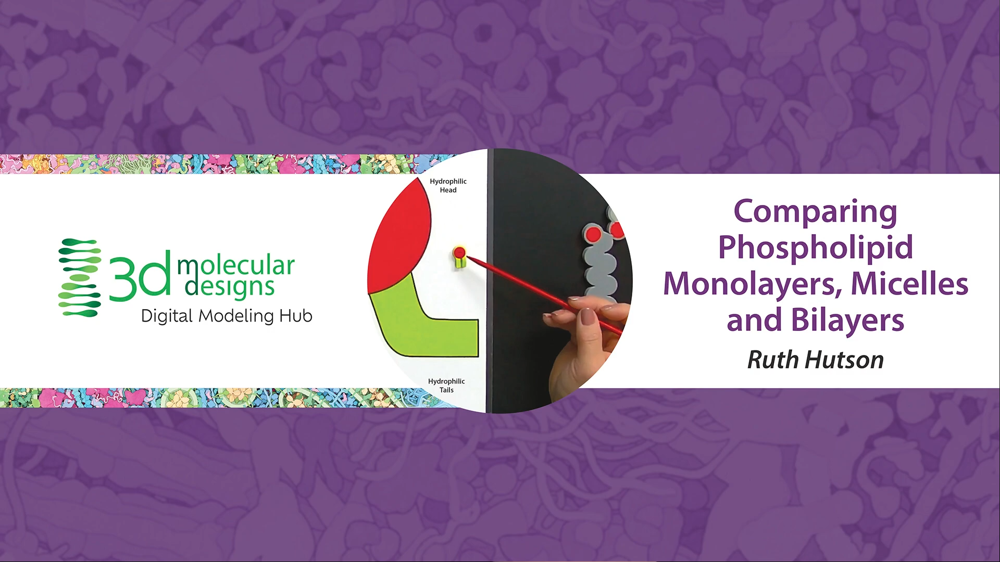 3d molecular
designs
Digital Modeling Hub
Hydrophilic
Head
Hydrophilic
Tails
Comparing
Phospholipid
Monolayers, Micelles
and Bilayers
Ruth Hutson